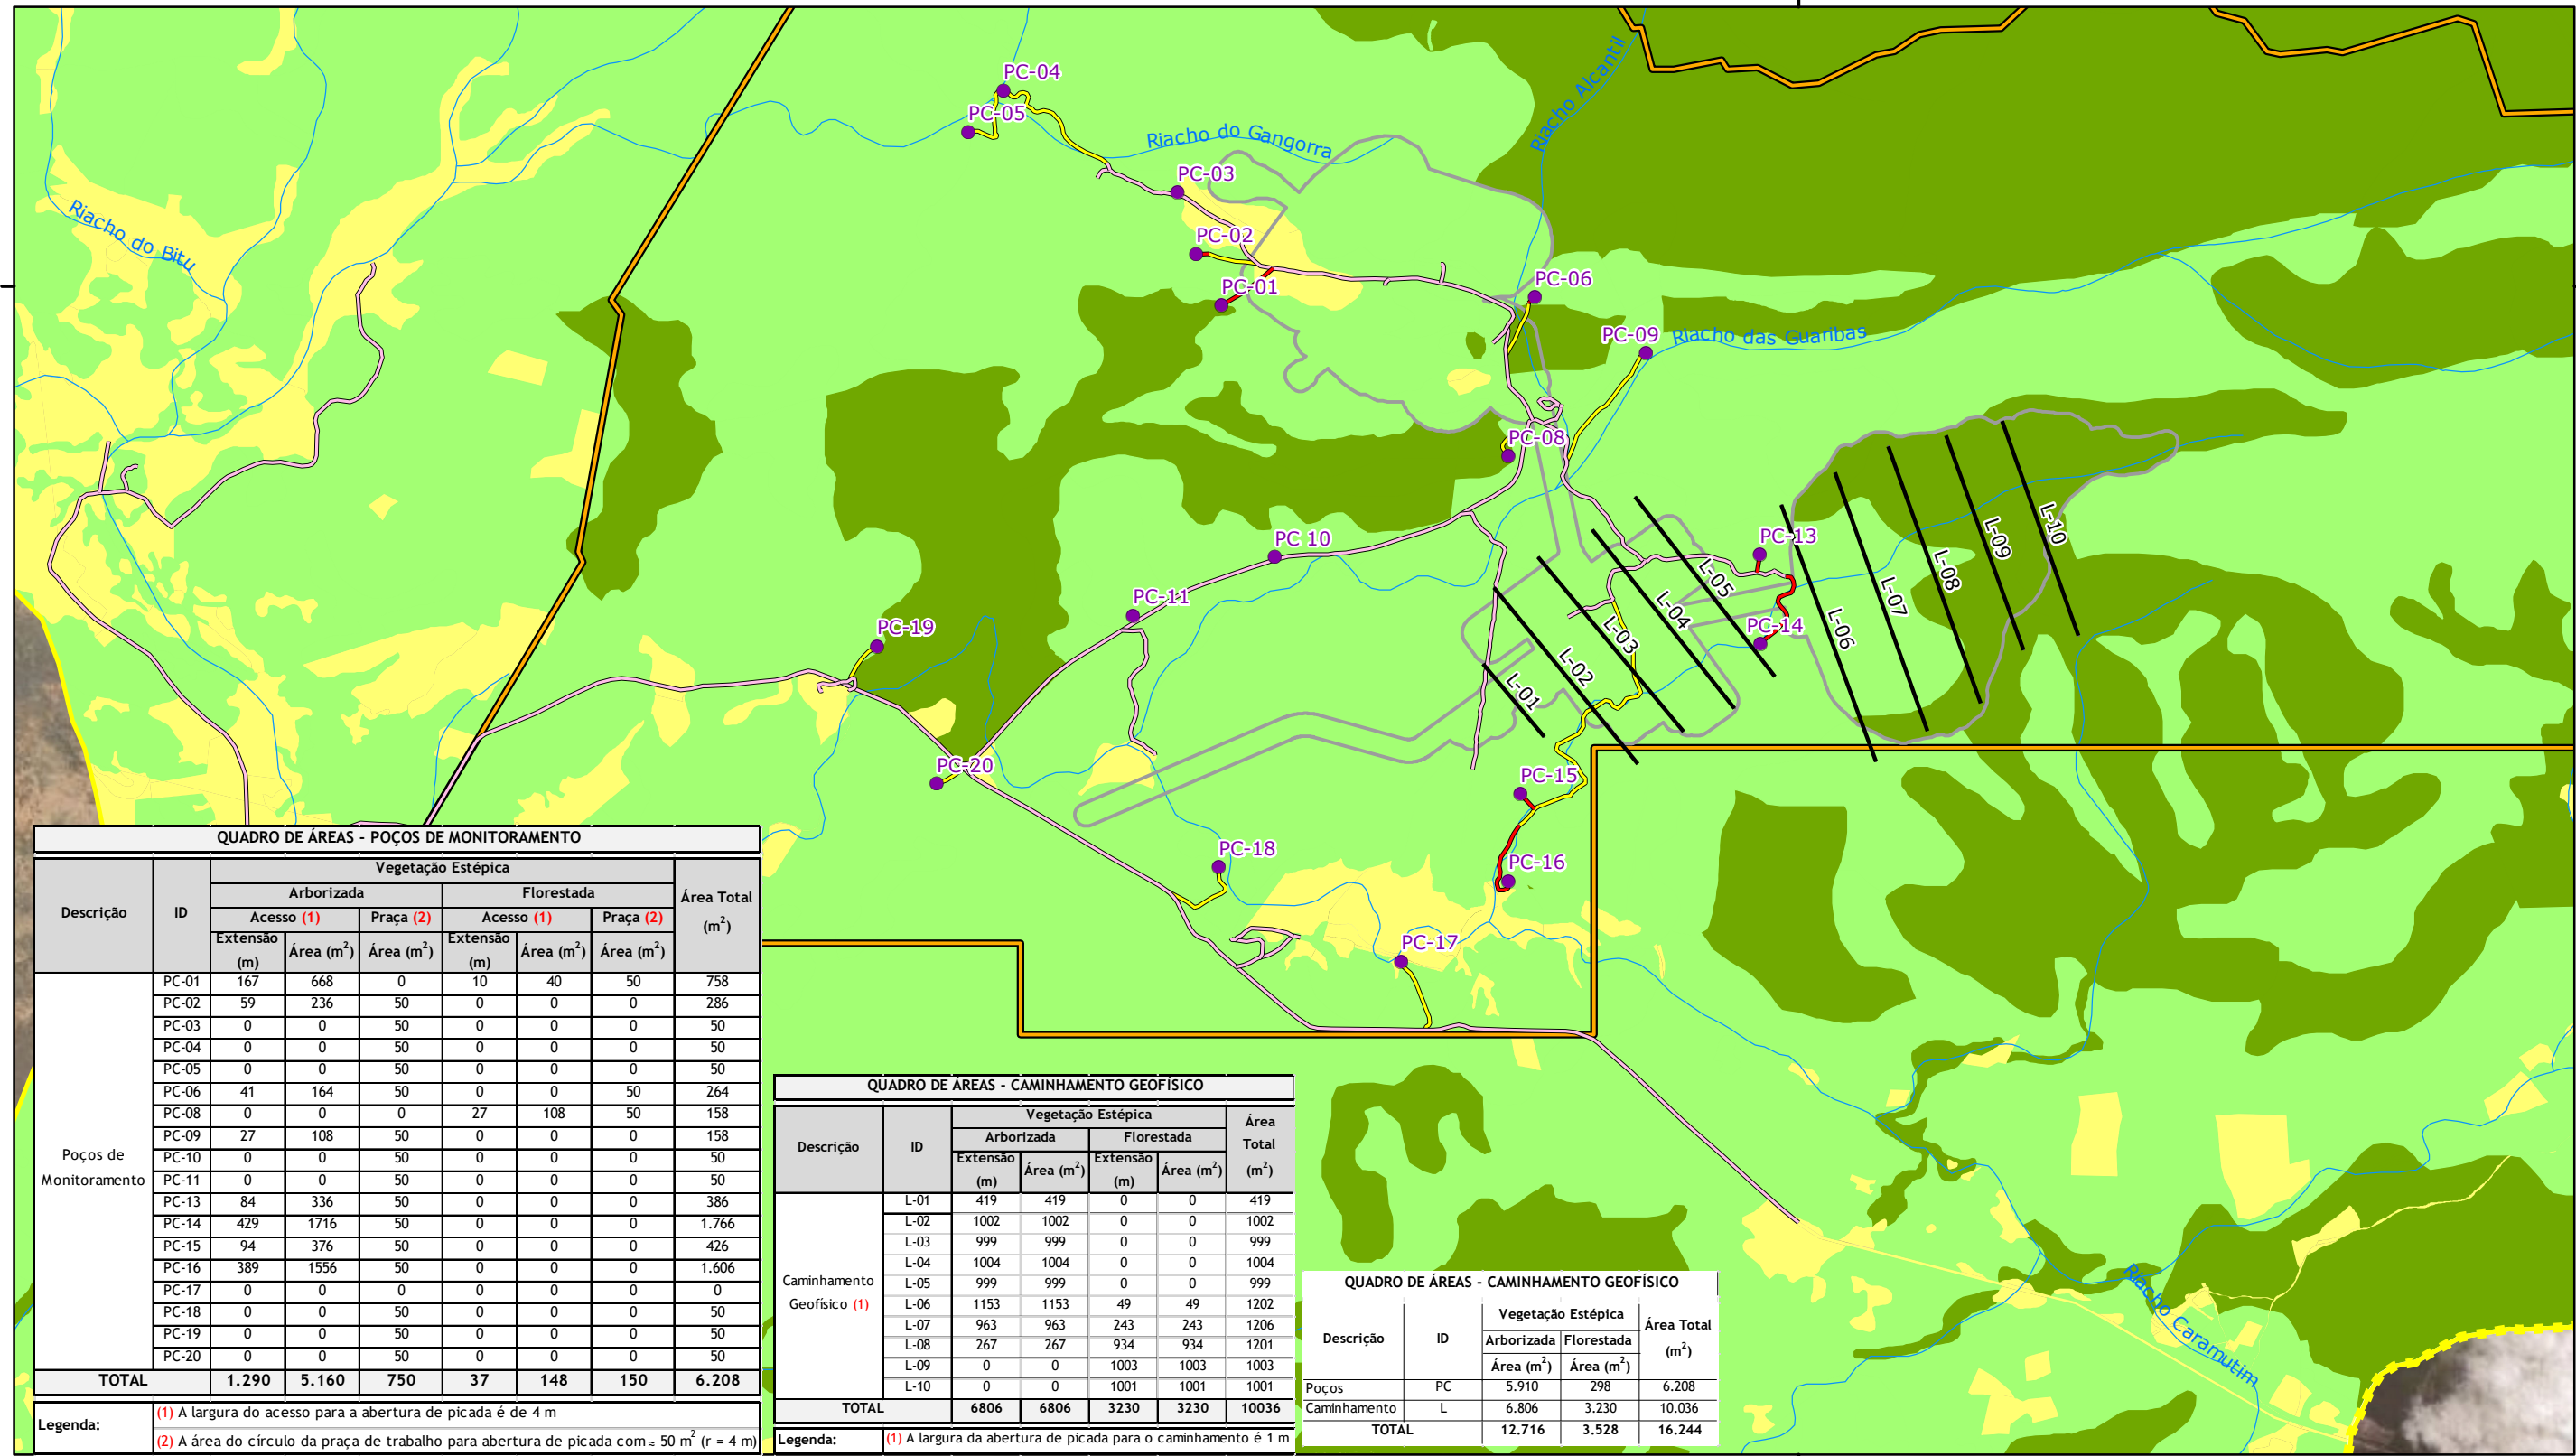 PC-04
PC-05
Riacho do Gangorra
Riacho Alcantil
PC-03
PC-02
PC-01
PC-06
PC-09
Riacho das Guaribas
Riacho do Bitu
PC-08
PC 10
PC-11
PC-13
PC-14
PC-19
PC-20
PC-15
PC-16
PC-18
PC-17
L-01
L-02
L-03
L-04
L-05
L-06
L-07
L-08
L-09
L-10
Riacho Caramutim
QUADRO DE ÁREAS - POÇOS DE MONITORAMENTO
Descrição ID Vegetação Estépica Área Total (m²)
Arborizada Florestada
Acesso (1) Praça (2) Acesso (1) Praça (2)
Extensão (m) Área (m²) Área (m²) Extensão (m) Área (m²) Área (m²)
Poços de Monitoramento
PC-01 167 668 0 10 40 50 758
PC-02 59 236 50 0 0 0 286
PC-03 0 0 50 0 0 0 50
PC-04 0 0 50 0 0 0 50
PC-05 0 0 50 0 0 0 50
PC-06 41 164 50 0 0 50 264
PC-08 0 0 0 27 108 50 158
PC-09 27 108 50 0 0 0 158
PC-10 0 0 50 0 0 0 50
PC-11 0 0 50 0 0 0 50
PC-13 84 336 50 0 0 0 386
PC-14 429 1716 50 0 0 0 1.766
PC-15 94 376 50 0 0 0 426
PC-16 389 1556 50 0 0 0 1.606
PC-17 0 0 0 0 0 0 0
PC-18 0 0 50 0 0 0 50
PC-19 0 0 50 0 0 0 50
PC-20 0 0 50 0 0 0 50
TOTAL 1.290 5.160 750 37 148 150 6.208
Legenda: (1) A largura do acesso para a abertura de picada é de 4 m
(2) A área do círculo da praça de trabalho para abertura de picada com ≈ 50 m² (r = 4 m)
QUADRO DE ÁREAS - CAMINHAMENTO GEOFÍSICO
Descrição ID Vegetação Estépica Área Total (m²)
Arborizada Florestada
Extensão (m) Área (m²) Extensão (m) Área (m²)
Caminhamento Geofísico (1)
L-01 419 419 0 0 419
L-02 1002 1002 0 0 1002
L-03 999 999 0 0 999
L-04 1004 1004 0 0 1004
L-05 999 999 0 0 999
L-06 1153 1153 49 49 1202
L-07 963 963 243 243 1206
L-08 267 267 934 934 1201
L-09 0 0 1003 1003 1003
L-10 0 0 1001 1001 1001
TOTAL 6806 6806 3230 3230 10036
Legenda: (1) A largura da abertura de picada para o caminhamento é 1 m
QUADRO DE ÁREAS - CAMINHAMENTO GEOFÍSICO
Descrição ID Vegetação Estépica Área Total (m²)
Arborizada Florestada
Área (m²) Área (m²)
Poços PC 5.910 298 6.208
Caminhamento L 6.806 3.230 10.036
TOTAL 12.716 3.528 16.244